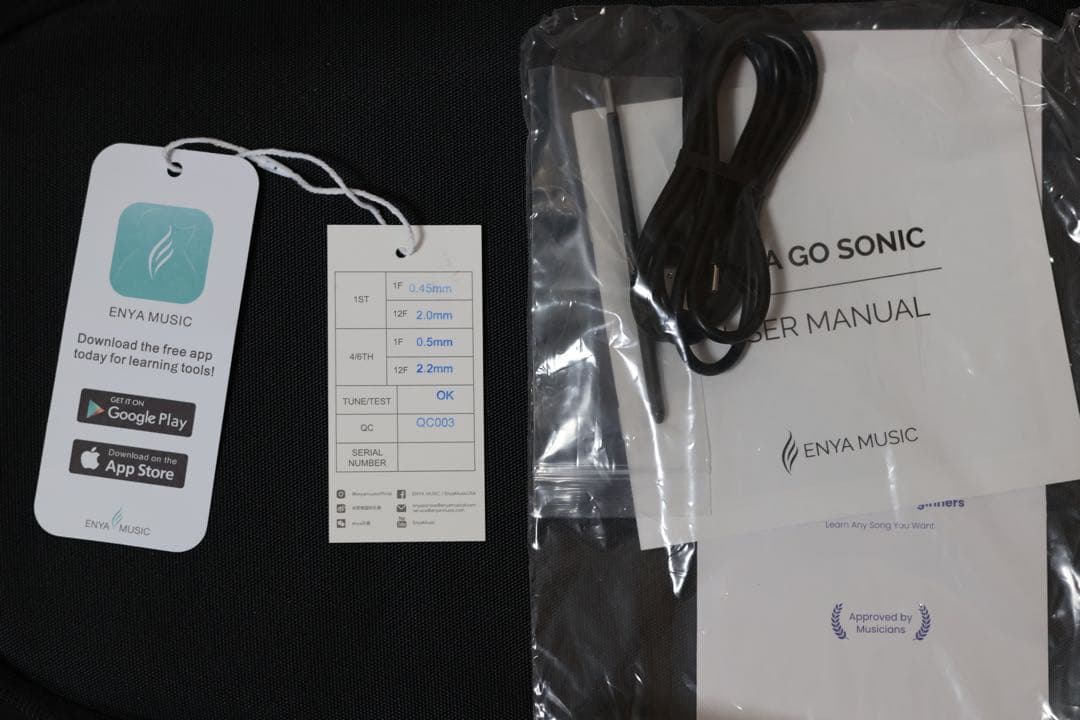 ENYA MUSIC
Download the free app
today for learning tools!
GET IT ON
Google Play
Download on the
App Store
ENYA MUSIC
1ST
1F 0.45mm
12F 2.0mm
4/6TH
1F 0.5mm
12F 2.2mm
TUNE/TEST OK
QC QC003
SERIAL
NUMBER
ENYA MUSIC / EnyaMusicUSA
EnyaMusic
A GO SONIC
SER MANUAL
ENYA MUSIC
ginners
Learn Any Song You Want
Approved by
Musicians